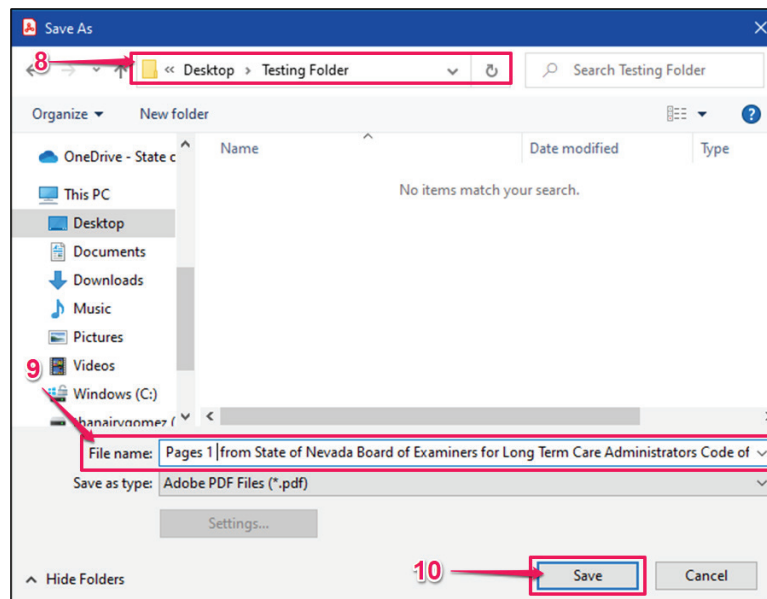 Save As
8
« Desktop > Testing Folder
Search Testing Folder
Organize New folder
Name Date modified Type
OneDrive - State c
No items match your search.
This PC
Desktop
Documents
Downloads
Music
Pictures
Videos
9
Windows (C:)
File name: Pages 1 from State of Nevada Board of Examiners for Long Term Care Administrators Code of
Save as type: Adobe PDF Files (*.pdf)
Settings...
Hide Folders
10
Save Cancel